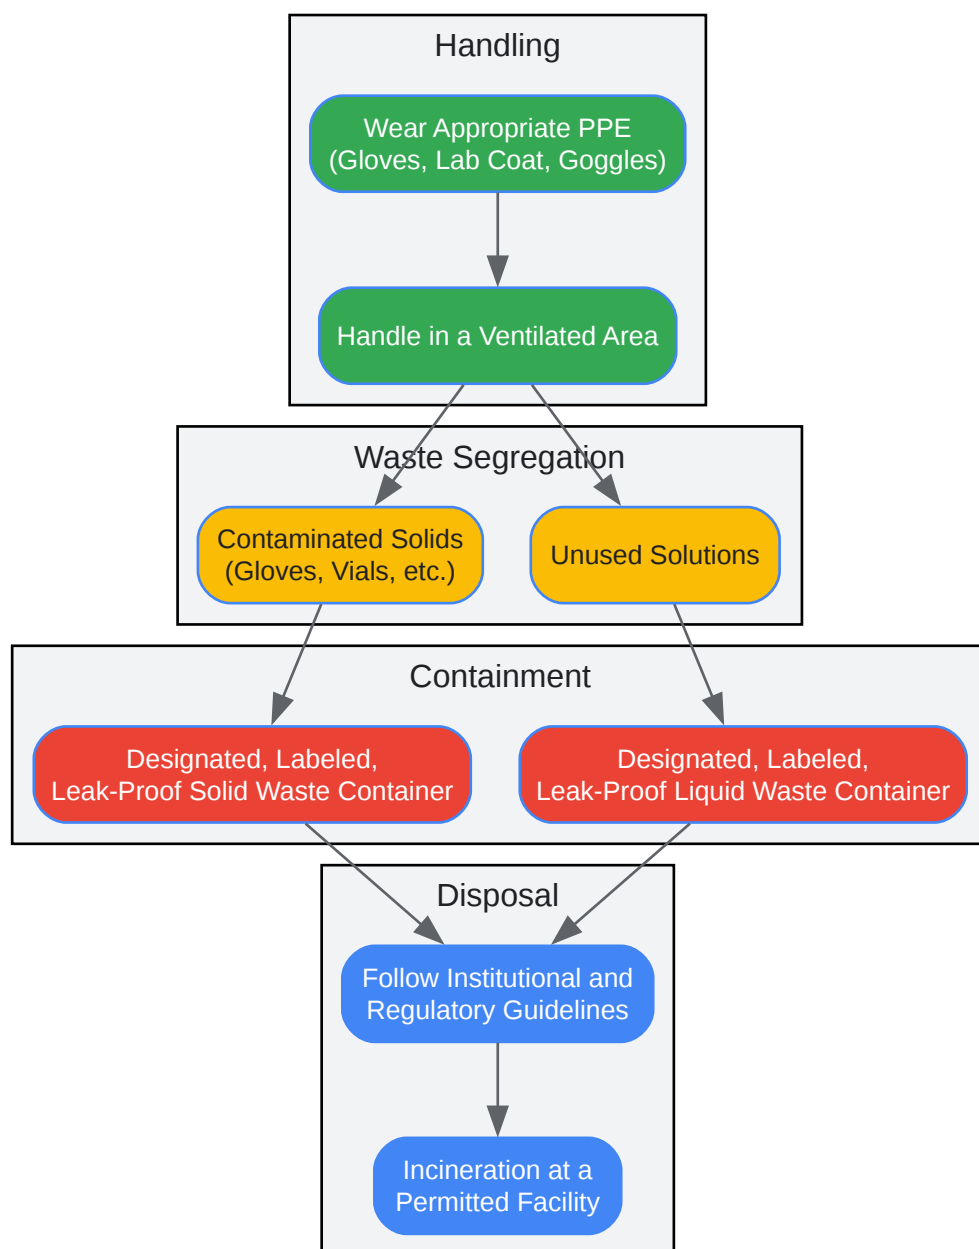 Handling
Wear Appropriate PPE
(Gloves, Lab Coat, Goggles)
Handle in a Ventilated Area
Waste Segregation
Contaminated Solids
(Gloves, Vials, etc.)
Unused Solutions
Containment
Designated, Labeled,
Leak-Proof Solid Waste Container
Designated, Labeled,
Leak-Proof Liquid Waste Container
Disposal
Follow Institutional and
Regulatory Guidelines
Incineration at a
Permitted Facility